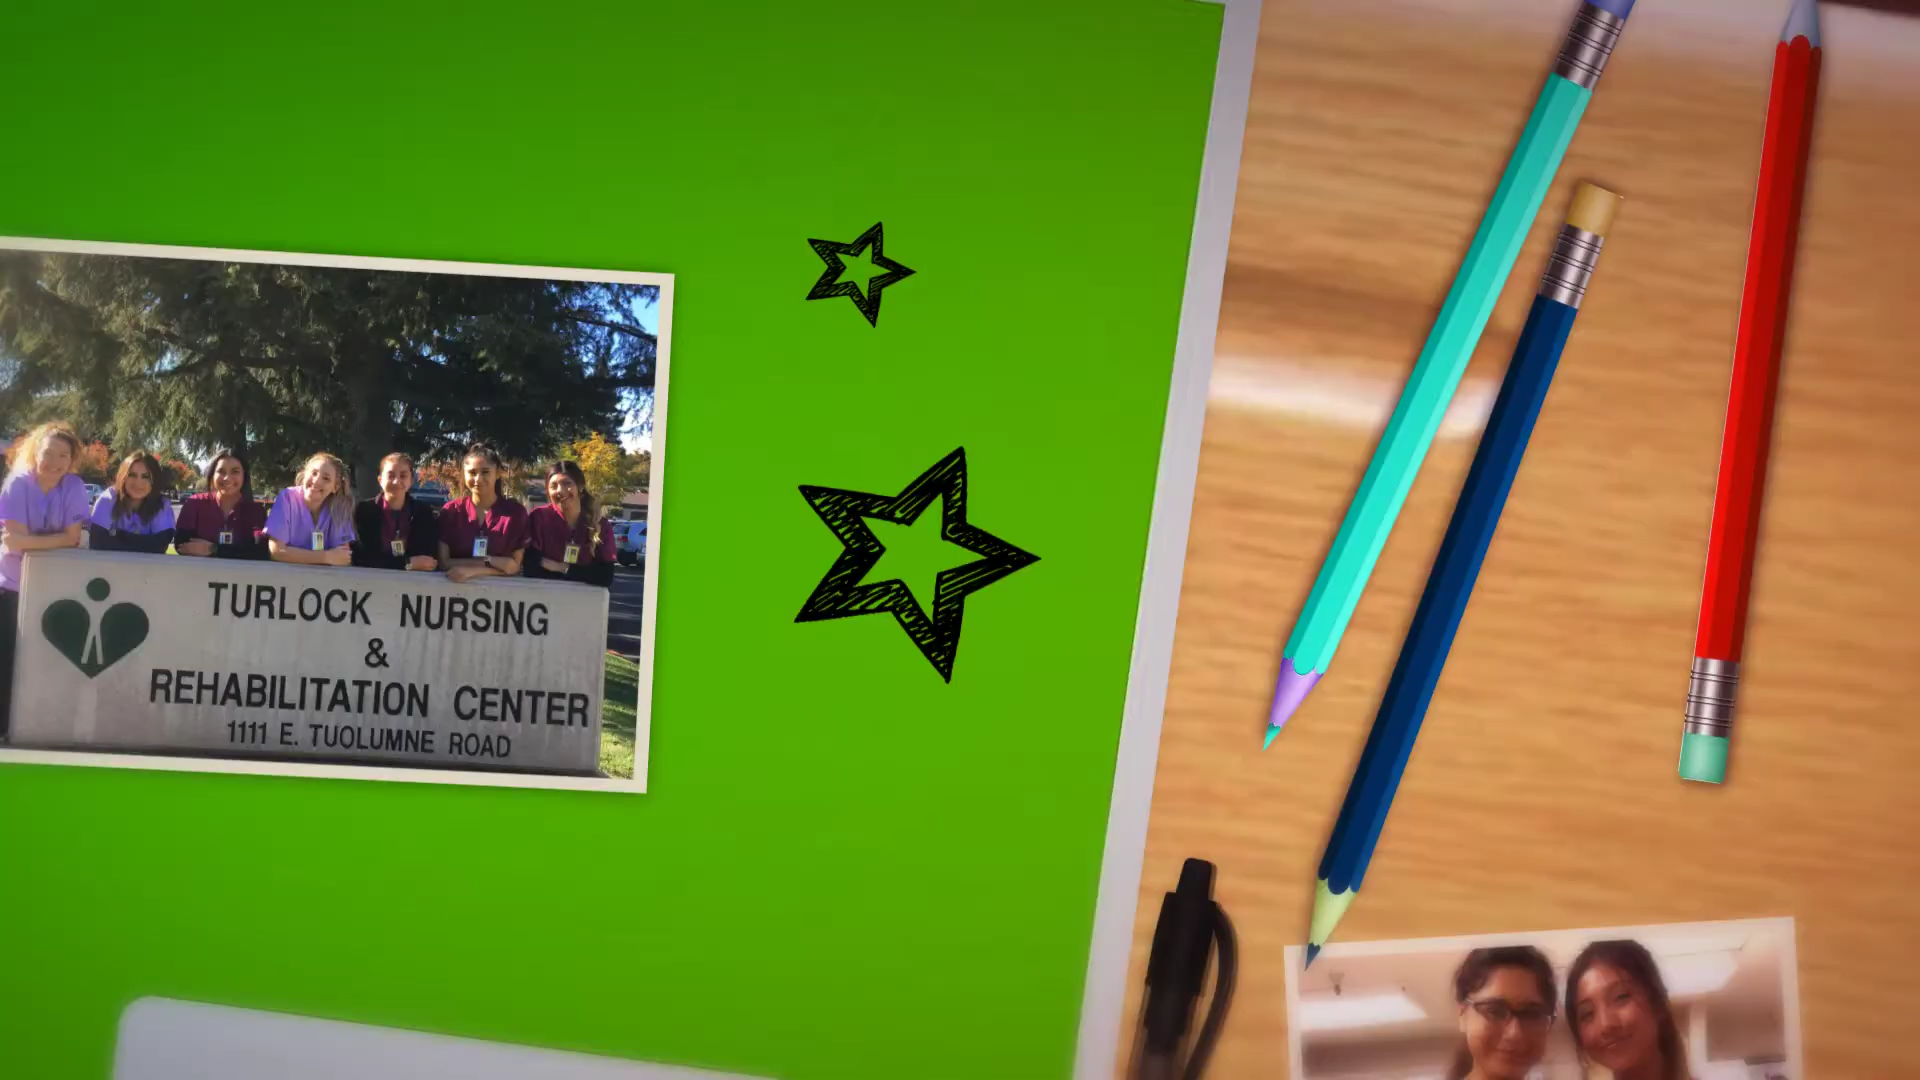 TURLOCK NURSING
&
REHABILITATION CENTER
1111 E. TUOLUMNE ROAD